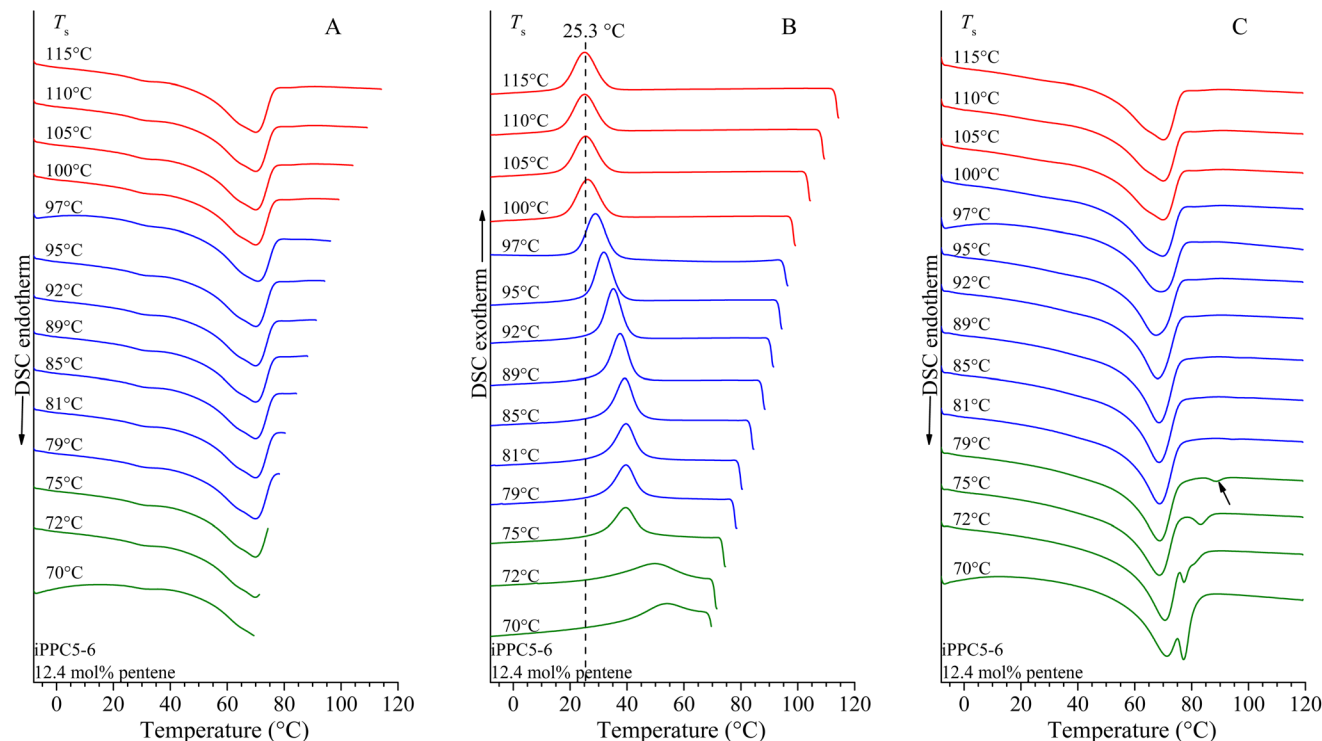 Tₛ
A
115°C
110°C
105°C
100°C
97°C
95°C
92°C
89°C
85°C
81°C
79°C
75°C
72°C
70°C
DSC endotherm
iPPC5-6
12.4 mol% pentene
0 20 40 60 80 100 120
Temperature (°C)
Tₛ
25.3 °C
B
115°C
110°C
105°C
100°C
97°C
95°C
92°C
89°C
85°C
81°C
79°C
75°C
72°C
70°C
DSC exotherm
iPPC5-6
12.4 mol% pentene
0 20 40 60 80 100 120
Temperature (°C)
Tₛ
C
115°C
110°C
105°C
100°C
97°C
95°C
92°C
89°C
85°C
81°C
79°C
75°C
72°C
70°C
DSC endotherm
iPPC5-6
12.4 mol% pentene
0 20 40 60 80 100 120
Temperature (°C)